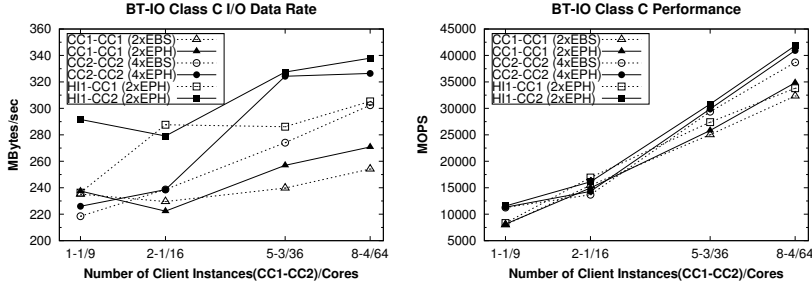 BT-IO Class C I/O Data Rate
360
340
320
300
280
260
240
220
200
MBytes/sec
CC1-CC1 (2xEBS)
CC1-CC1 (2xEPH)
CC2-CC2 (4xEBS)
CC2-CC2 (4xEPH)
HI1-CC1 (2xEPH)
HI1-CC2 (2xEPH)
1-1/9 2-1/16 5-3/36 8-4/64
Number of Client Instances(CC1-CC2)/Cores
BT-IO Class C Performance
45000
40000
35000
30000
25000
20000
15000
10000
5000
MOPS
CC1-CC1 (2xEBS)
CC1-CC1 (2xEPH)
CC2-CC2 (4xEBS)
CC2-CC2 (4xEPH)
HI1-CC1 (2xEPH)
HI1-CC2 (2xEPH)
1-1/9 2-1/16 5-3/36 8-4/64
Number of Client Instances(CC1-CC2)/Cores